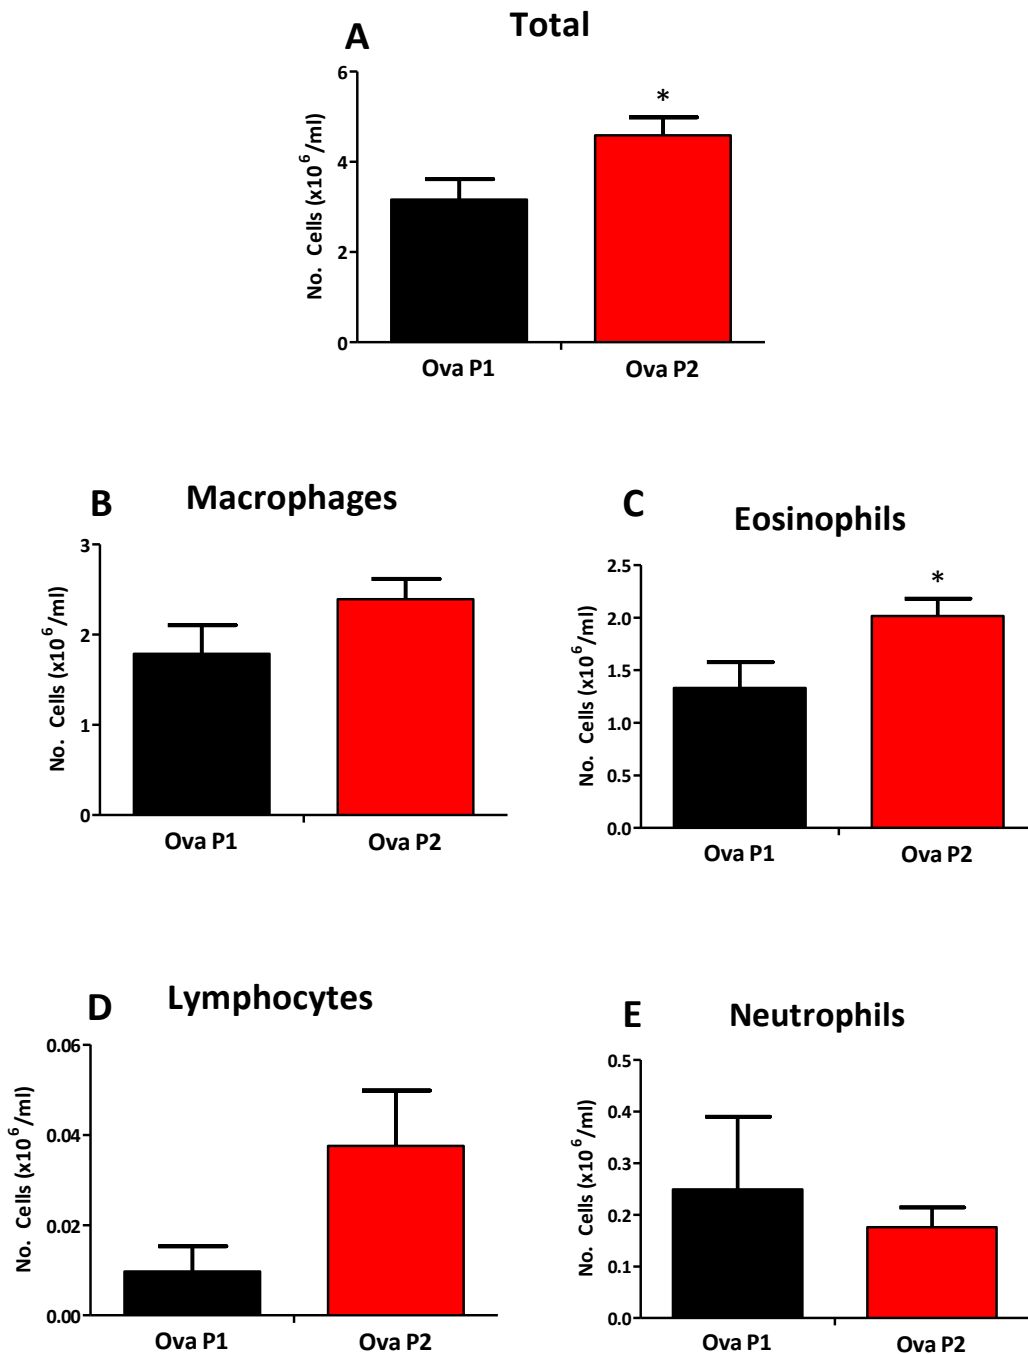 A
Total
No. Cells (x10⁶/ml)
6
4
2
0
*
Ova P1
Ova P2
B
Macrophages
No. Cells (x10⁶/ml)
3
2
1
0
Ova P1
Ova P2
C
Eosinophils
No. Cells (x10⁶/ml)
2.5
2.0
1.5
1.0
0.5
0.0
*
Ova P1
Ova P2
D
Lymphocytes
No. Cells (x10⁶/ml)
0.06
0.04
0.02
0.00
Ova P1
Ova P2
E
Neutrophils
No. Cells (x10⁶/ml)
0.5
0.4
0.3
0.2
0.1
0.0
Ova P1
Ova P2